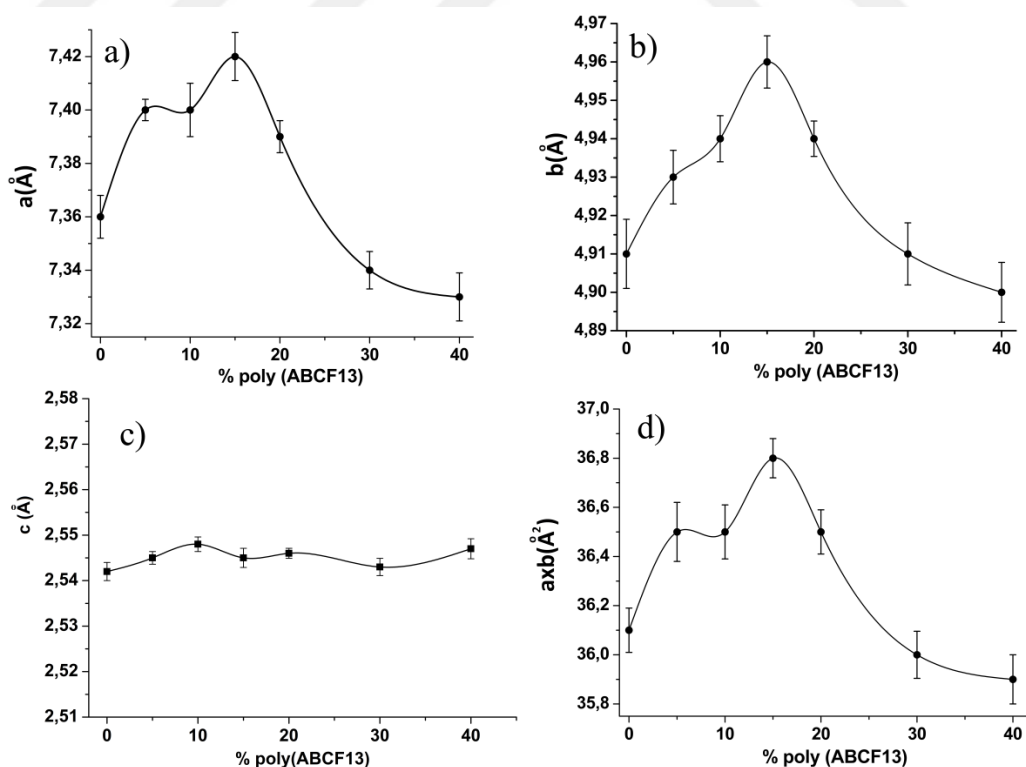 a)
7,42
7,40
7,38
7,36
7,34
7,32
a(Å)
0 10 20 30 40
% poly (ABCF13)
b)
4,97
4,96
4,95
4,94
4,93
4,92
4,91
4,90
4,89
b(Å)
0 10 20 30 40
% poly (ABCF13)
c)
2,58
2,57
2,56
2,55
2,54
2,53
2,52
2,51
c (Å)
0 10 20 30 40
% poly(ABCF13)
d)
37,0
36,8
36,6
36,4
36,2
36,0
35,8
axb(Å²)
0 10 20 30 40
% poly (ABCF13)